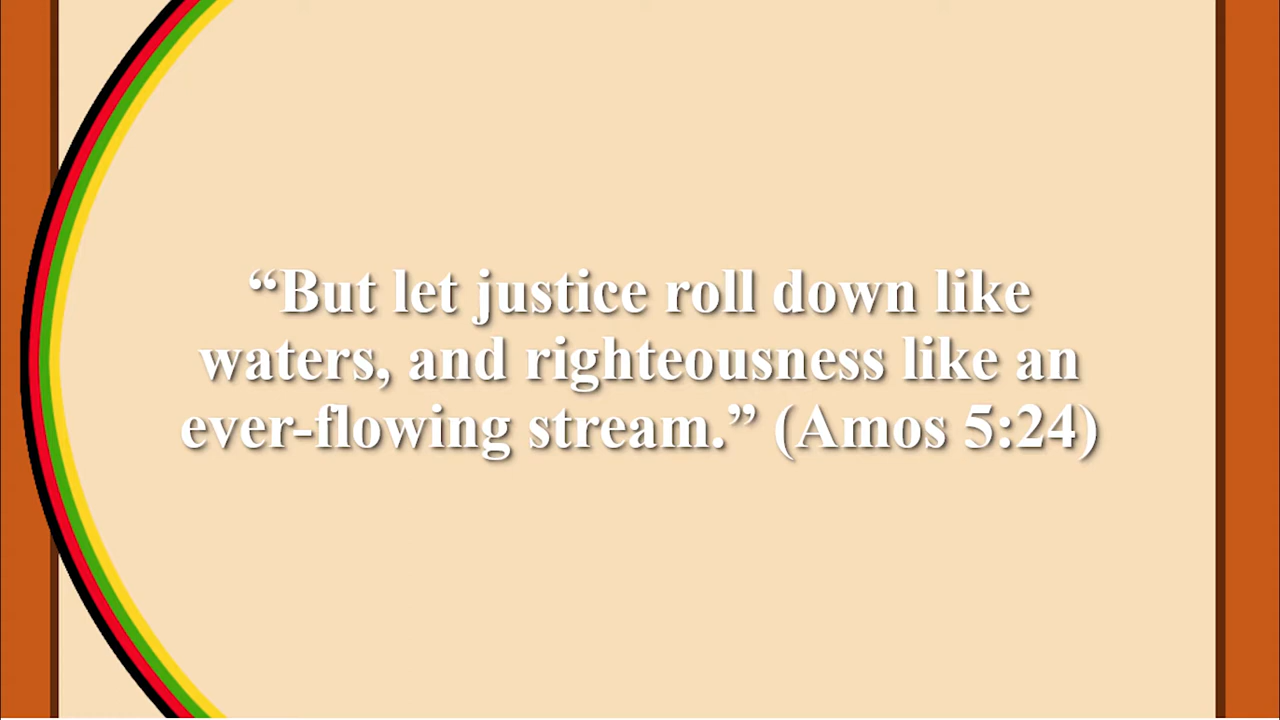 “But let justice roll down like
waters, and righteousness like an
ever-flowing stream.” (Amos 5:24)